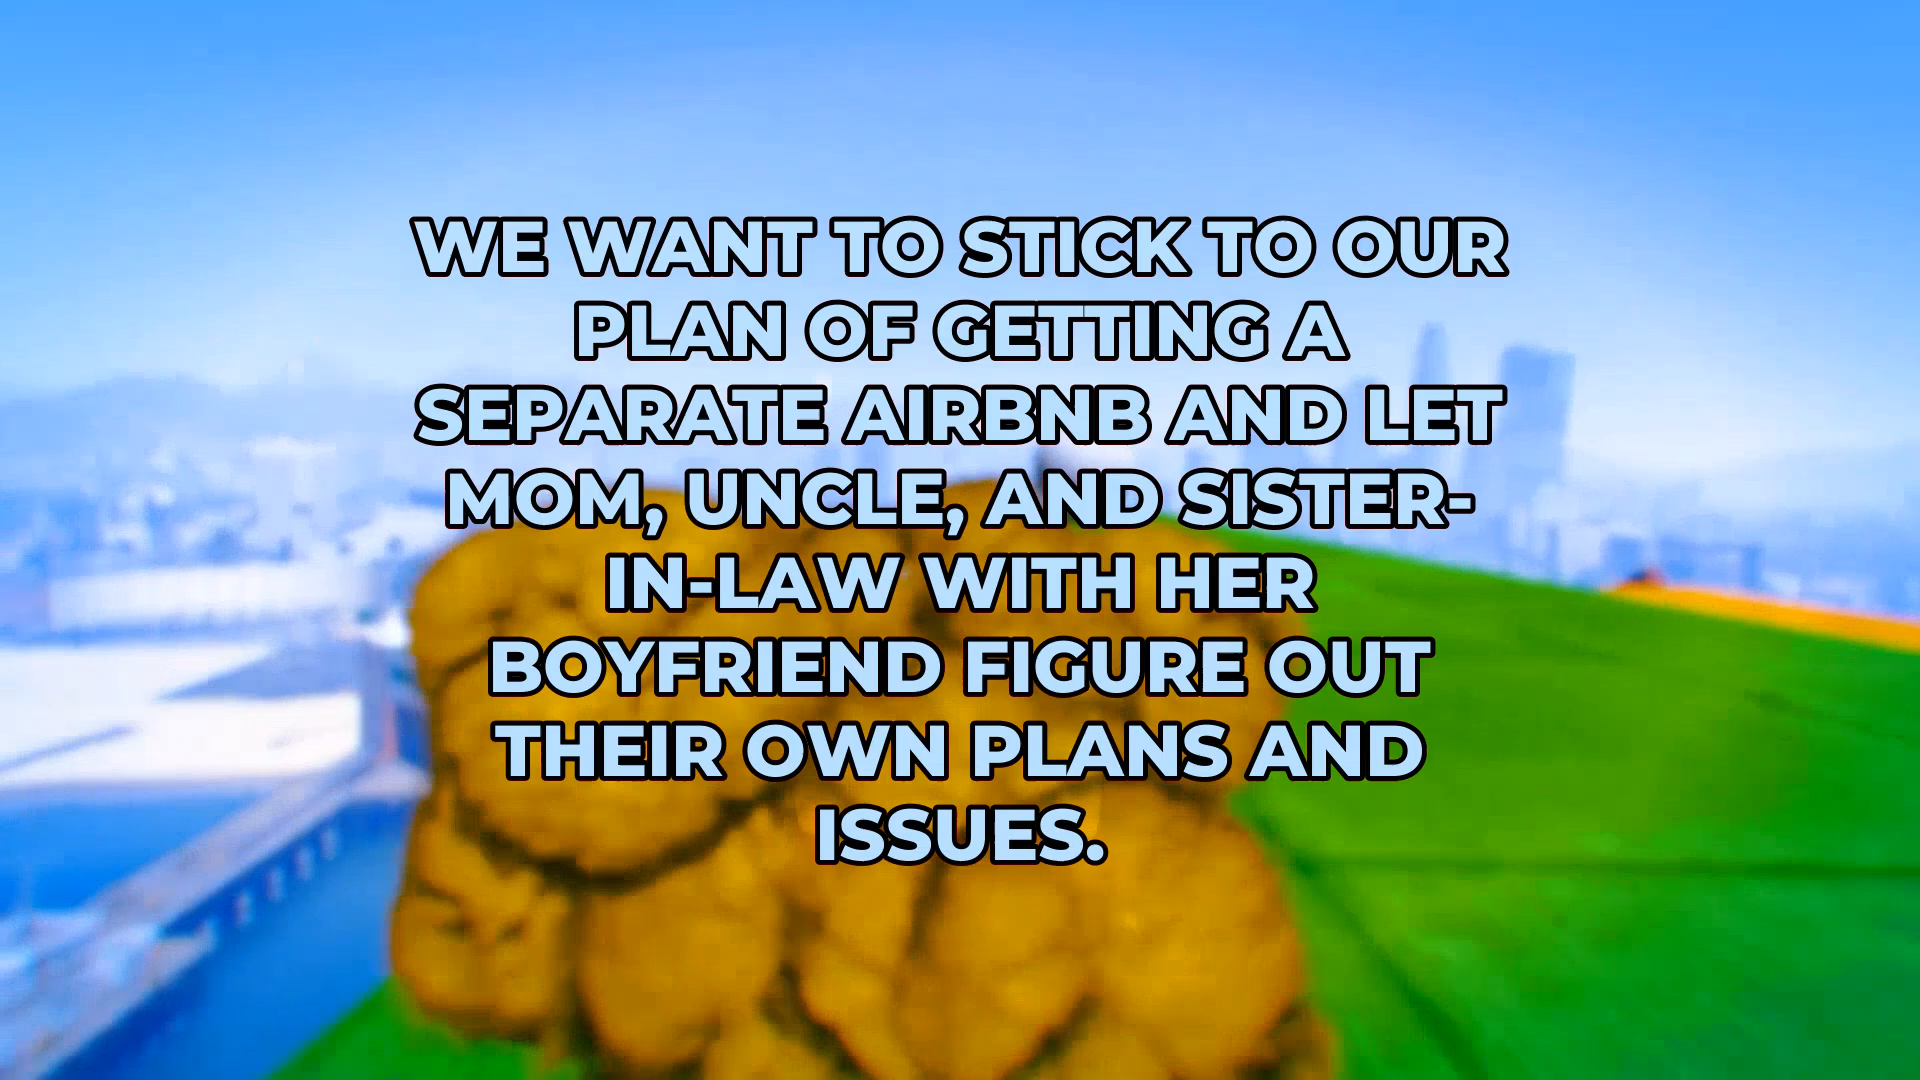 WE WANT TO STICK TO OUR
PLAN OF GETTING A
SEPARATE AIRBNB AND LET
MOM, UNCLE, AND SISTER-
IN-LAW WITH HER
BOYFRIEND FIGURE OUT
THEIR OWN PLANS AND
ISSUES.